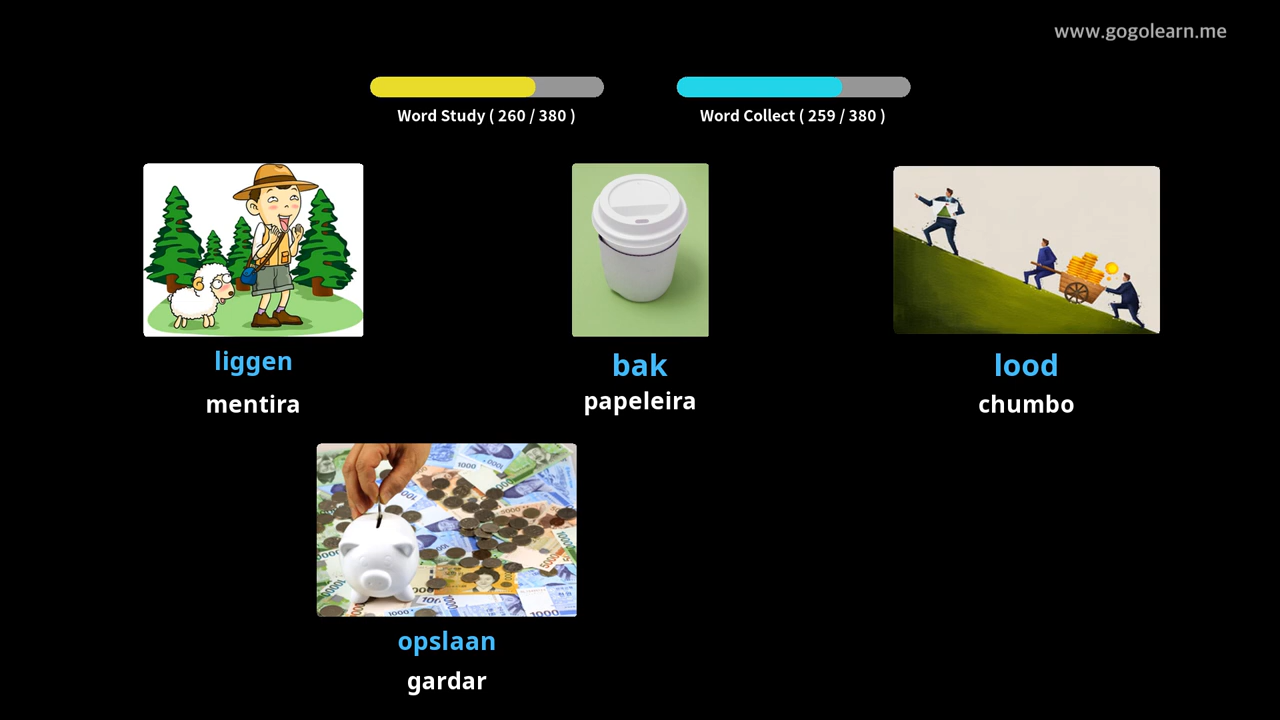 www.gogolearn.me
Word Study ( 260 / 380 )
Word Collect ( 259 / 380 )
liggen
mentira
bak
papeleira
lood
chumbo
opslaan
gardar